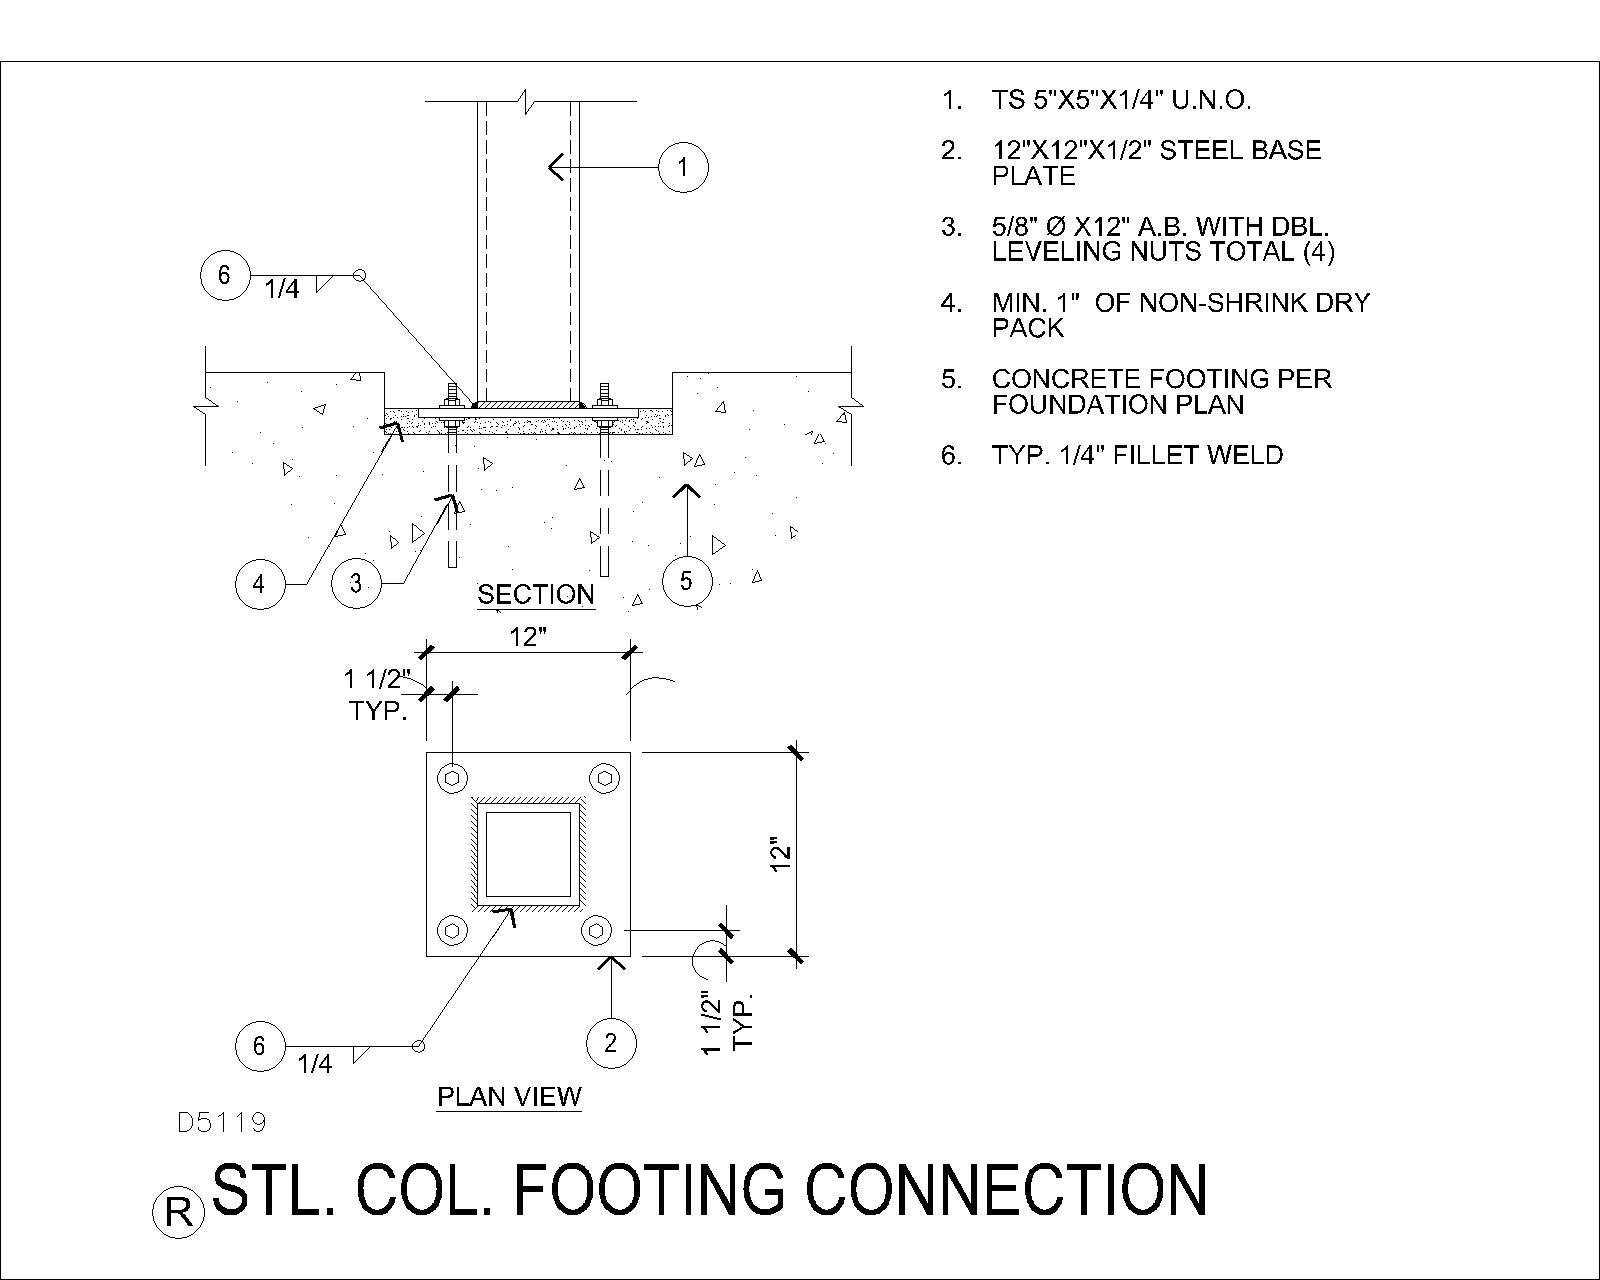 1. TS 5"X5"X1/4" U.N.O.
2. 12"X12"X1/2" STEEL BASE
PLATE
3. 5/8" Ø X12" A.B. WITH DBL.
LEVELING NUTS TOTAL (4)
4. MIN. 1" OF NON-SHRINK DRY
PACK
5. CONCRETE FOOTING PER
FOUNDATION PLAN
6. TYP. 1/4" FILLET WELD
1
6
1/4
4
3
5
SECTION
12"
1 1/2"
TYP.
12"
1 1/2"
TYP.
6
1/4
2
PLAN VIEW
D5119
R STL. COL. FOOTING CONNECTION